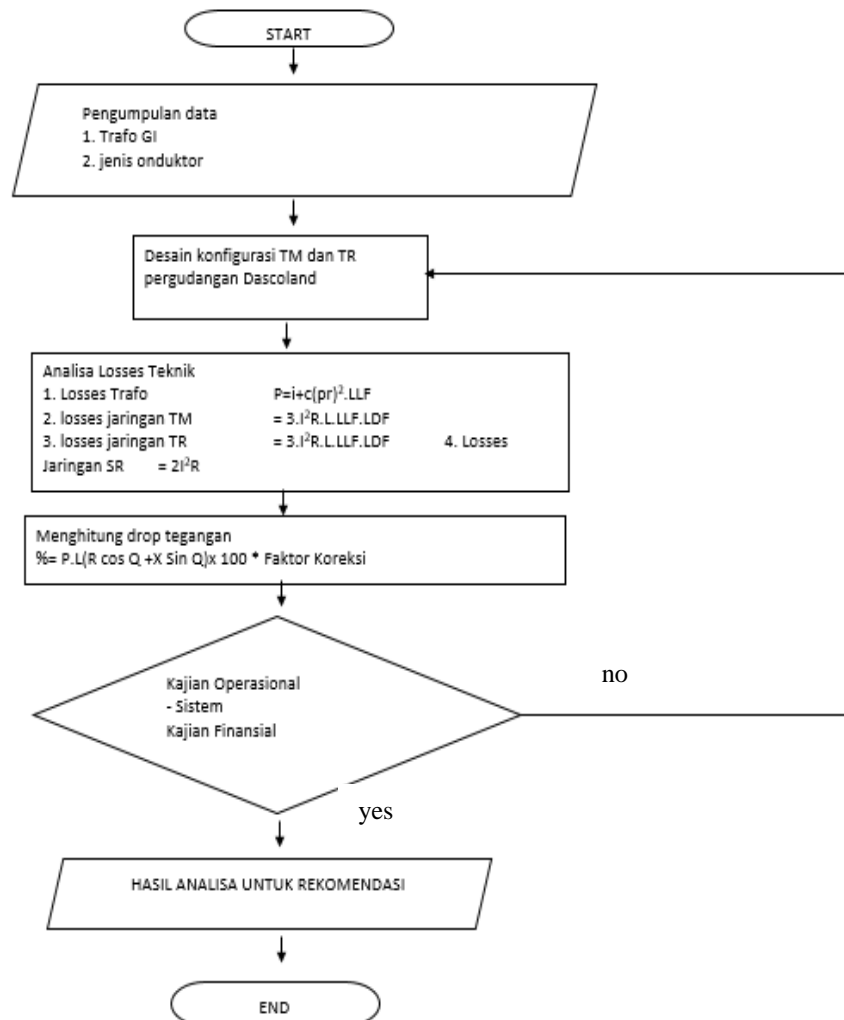 START
Pengumpulan data
1. Trafo GI
2. jenis onduktor
Desain konfigurasi TM dan TR
pergudangan Dascoland
Analisa Losses Teknik
1. Losses Trafo P=i+c(pr)².LLF
2. losses jaringan TM = 3.I²R.L.LLF.LDF
3. losses jaringan TR = 3.I²R.L.LLF.LDF 4. Losses
Jaringan SR = 2I²R
Menghitung drop tegangan
%= P.L(R cos Q +X Sin Q)x 100 * Faktor Koreksi
Kajian Operasional
- Sistem
Kajian Finansial
no
yes
HASIL ANALISA UNTUK REKOMENDASI
END